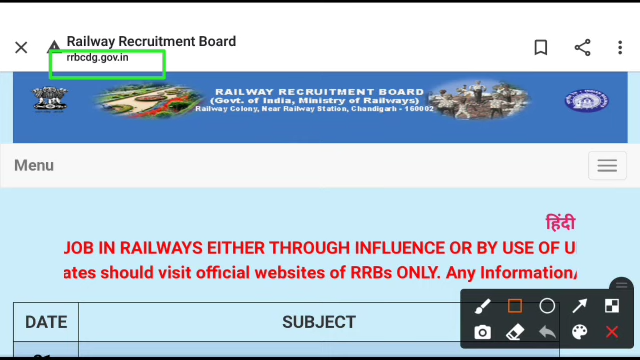 Railway Recruitment Board
rrbcdg.gov.in
RAILWAY RECRUITMENT BOARD
(Govt. of India, Ministry of Railways)
Railway Colony, Near Railway Station, Chandigarh - 160002
Menu
हिंदी
JOB IN RAILWAYS EITHER THROUGH INFLUENCE OR BY USE OF U
ates should visit official websites of RRBs ONLY. Any Information/
DATE
SUBJECT